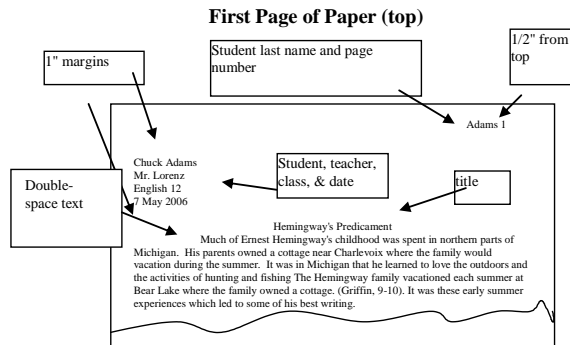 First Page of Paper (top)
1" margins
Student last name and page
number
1/2" from
top
Adams 1
Chuck Adams
Mr. Lorenz
English 12
7 May 2006
Student, teacher,
class, & date
title
Double-
space text
Hemingway's Predicament
Much of Ernest Hemingway's childhood was spent in northern parts of
Michigan. His parents owned a cottage near Charlevoix where the family would
vacation during the summer. It was in Michigan that he learned to love the outdoors and
the activities of hunting and fishing The Hemingway family vacationed each summer at
Bear Lake where the family owned a cottage. (Griffin, 9-10). It was these early summer
experiences which led to some of his best writing.